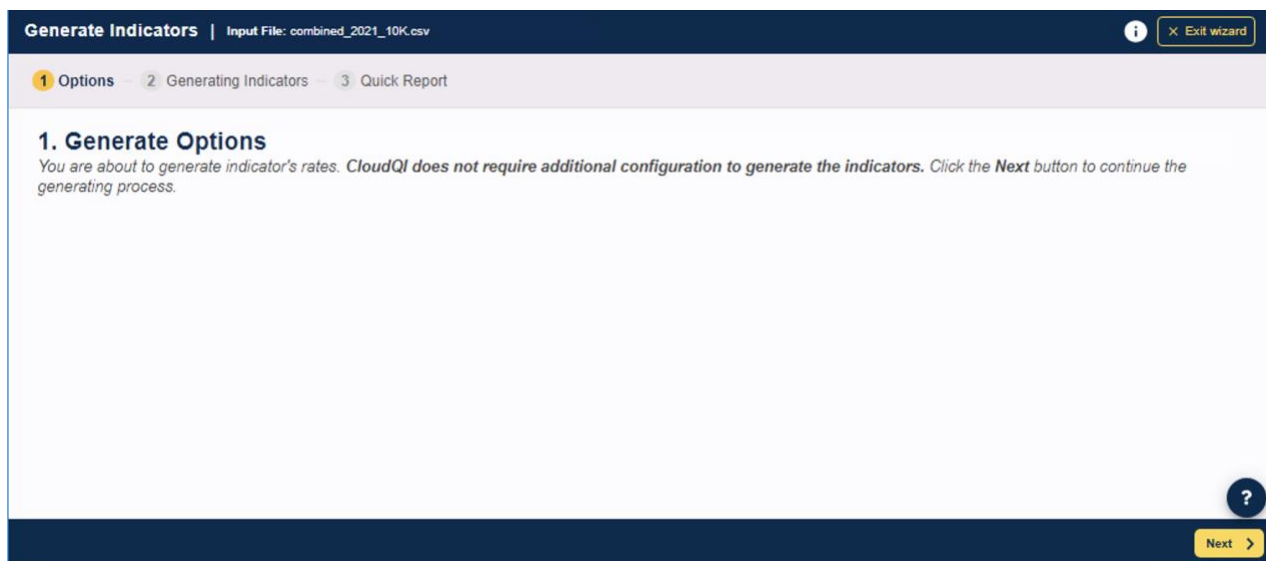 Generate Indicators | Input File: combined_2021_10K.csv
i × Exit wizard
1 Options – 2 Generating Indicators – 3 Quick Report
1. Generate Options
You are about to generate indicator's rates. CloudQI does not require additional configuration to generate the indicators. Click the Next button to continue the
generating process.
?
Next >